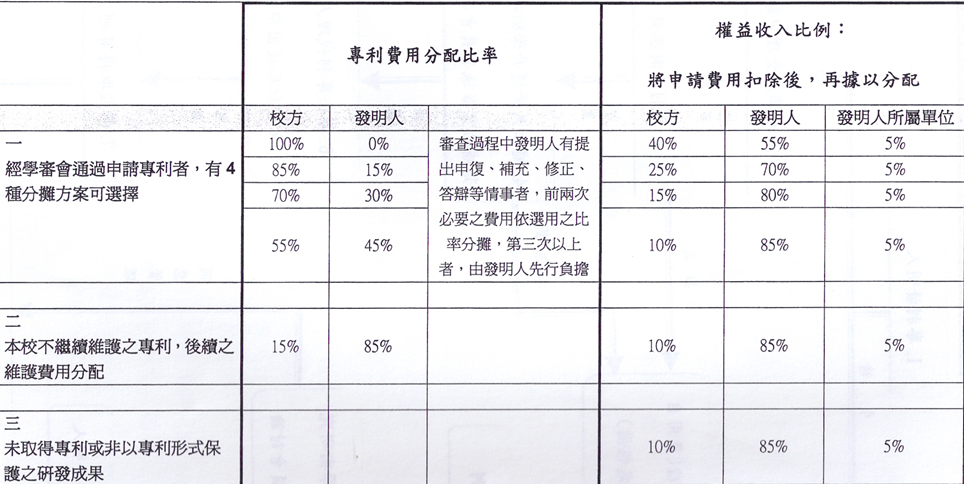 專利費用分配比率
權益收入比例：
將申請費用扣除後，再據以分配
校方 發明人 校方 發明人 發明人所屬單位
一
經學審會通過申請專利者，有 4
種分攤方案可選擇
100% 0% 40% 55% 5%
85% 15% 25% 70% 5%
70% 30% 15% 80% 5%
55% 45% 10% 85% 5%
審查過程中發明人有提
出申復、補充、修正、
答辯等情事者，前兩次
必要之費用依選用之比
率分攤，第三次以上
者，由發明人先行負擔
二
本校不繼續維護之專利，後續之
維護費用分配
15% 85% 10% 85% 5%
三
未取得專利或非以專利形式保
護之研發成果
10% 85% 5%